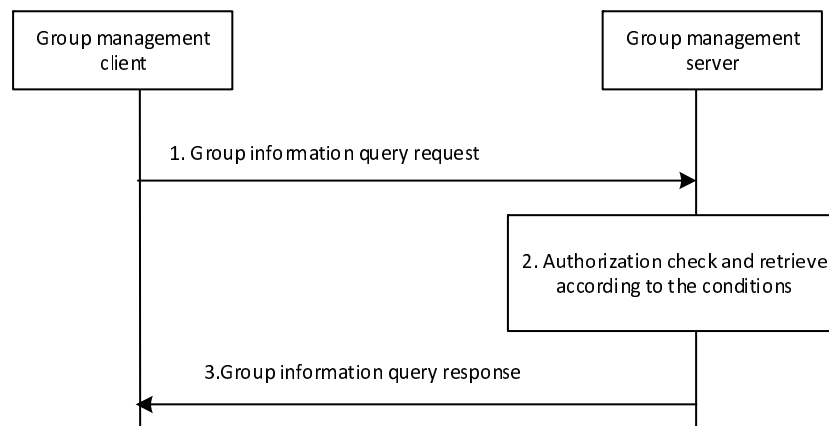 Group management
client
Group management
server
1. Group information query request
2. Authorization check and retrieve
according to the conditions
3.Group information query response